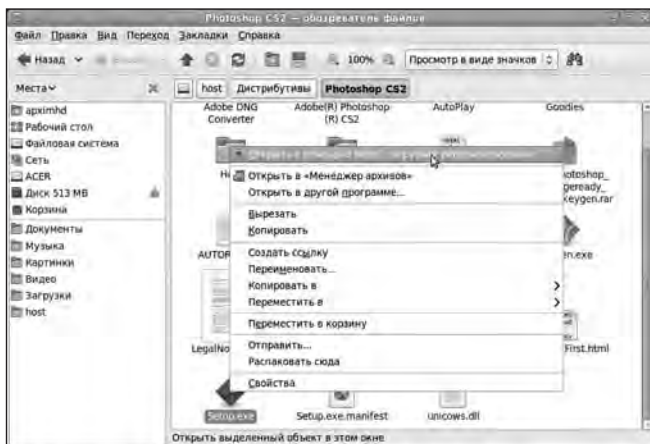 Photoshop CS2 — обозреватель файлов
Файл Правка Вид Переход Закладки Справка
Назад 100% Просмотр в виде значков
Места host Дистрибутивы Photoshop CS2
apximhd
Рабочий стол
Файловая система
Сеть
ACER
Диск 513 MB
Корзина
Документы
Музыка
Картинки
Видео
Загрузки
host
Adobe DNG Converter
Adobe(R) Photoshop (R) CS2
AutoPlay
Goodies
Открыть в
Открыть в «Менеджер архивов»
Открыть в другой программе...
Вырезать
Копировать
Создать ссылку
Переименовать...
Копировать в
Переместить в
Переместить в корзину
Отправить...
Распаковать сюда
Свойства
keygen.rar
en.exe
AUTOR
LegalNo
First.html
Setup.exe
Setup.exe.manifest
unicows.dll
Открыть выделенный объект в этом окне